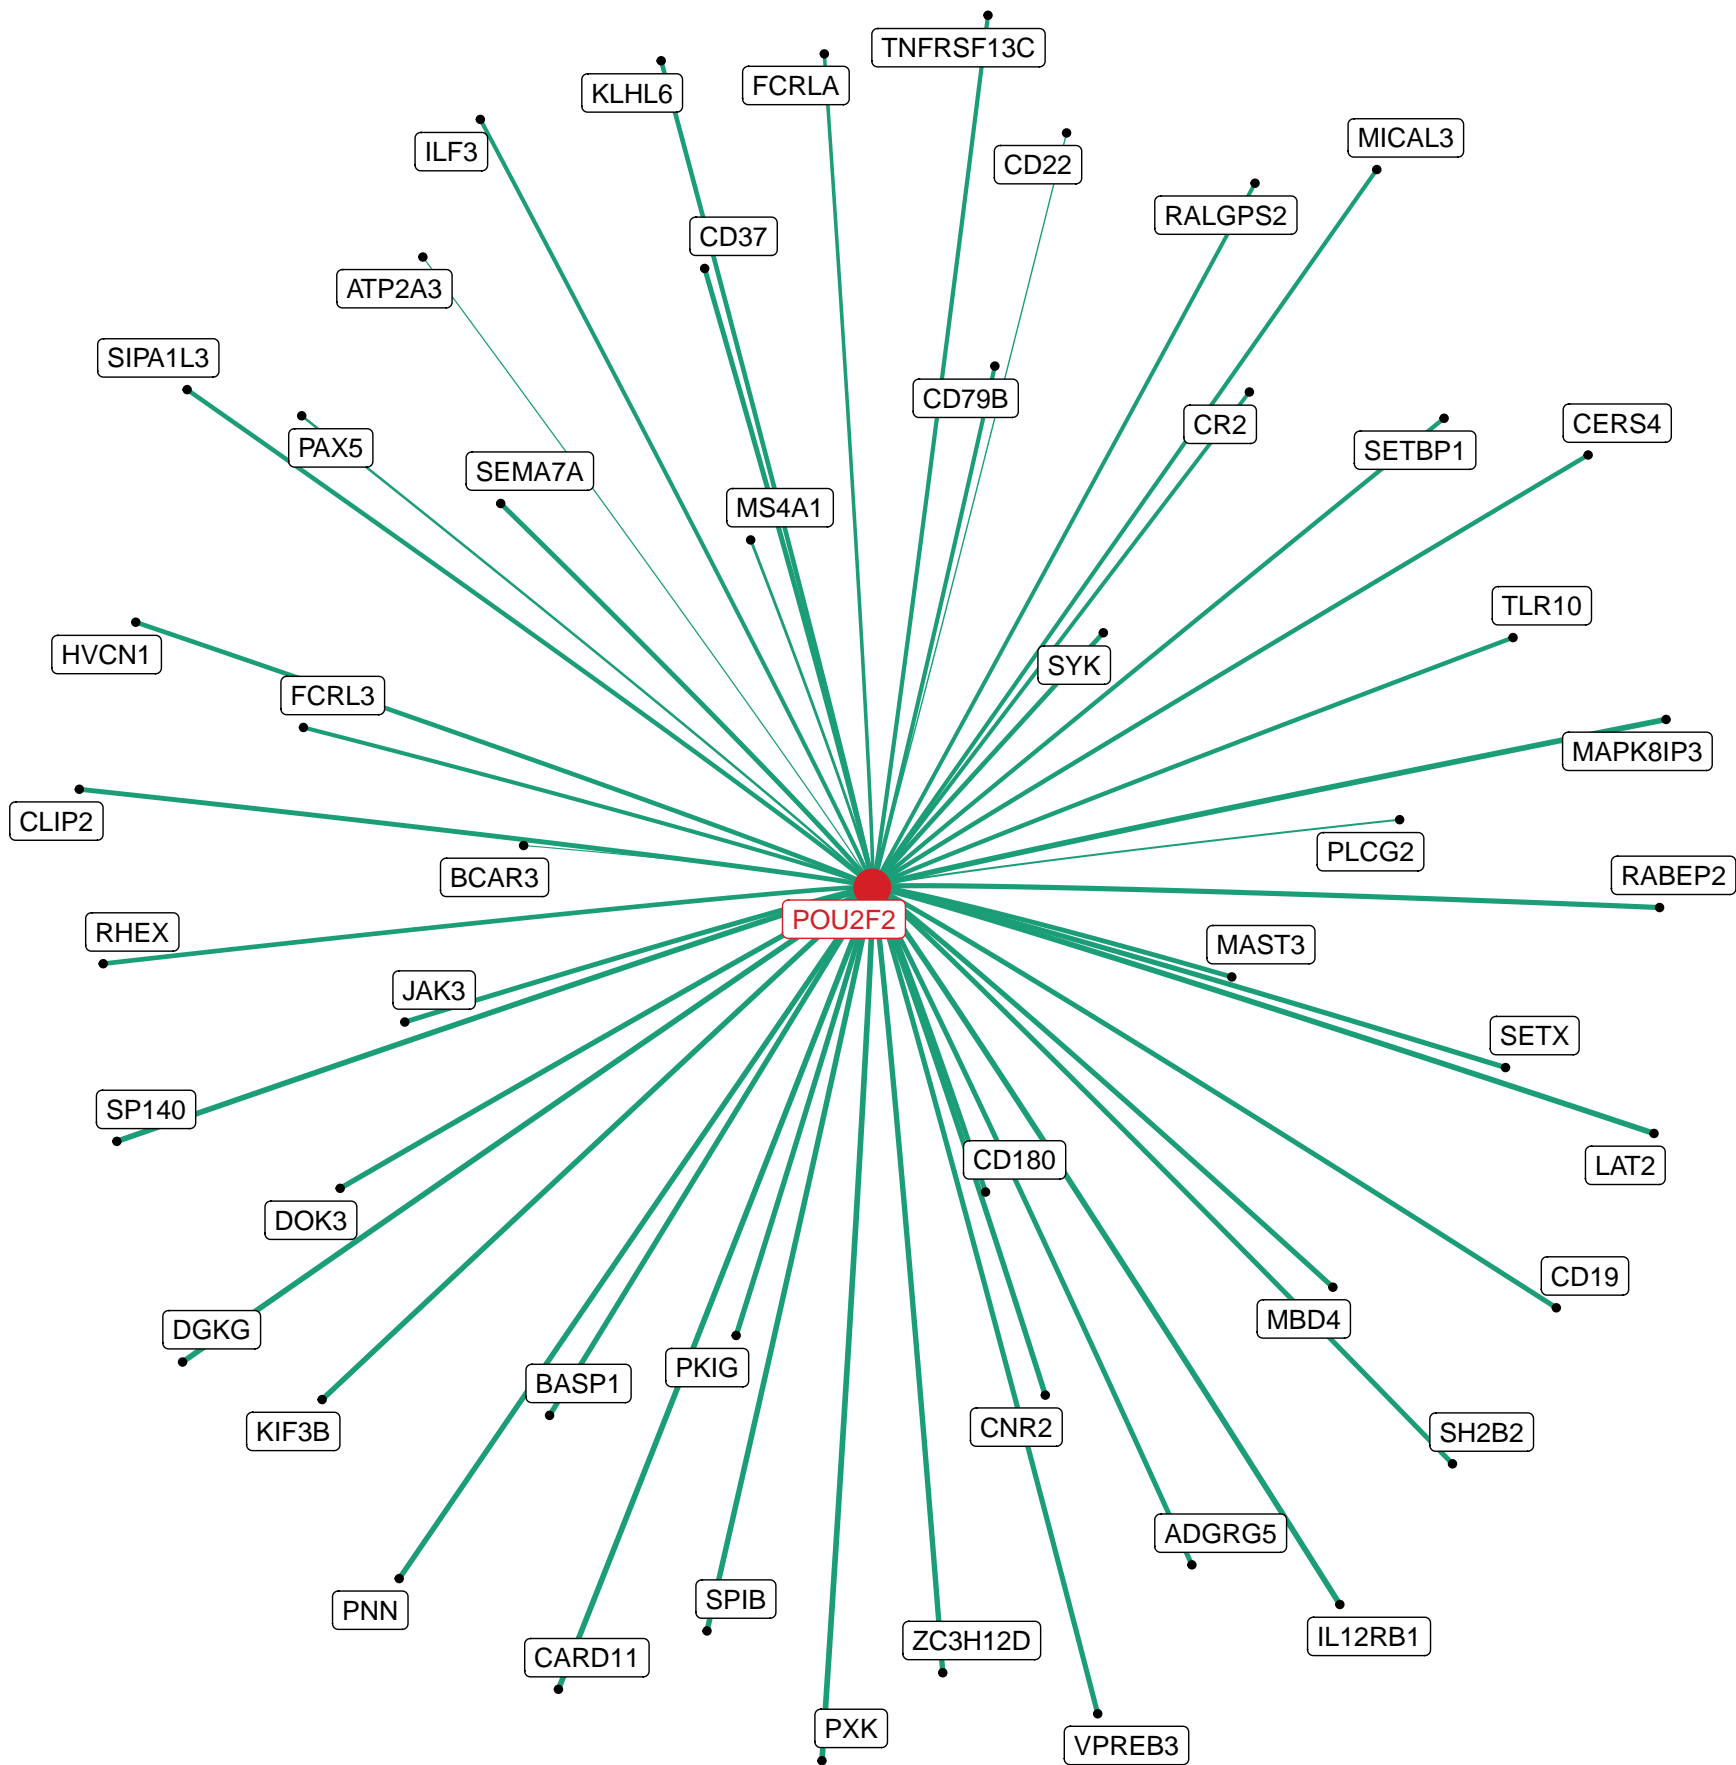 TNFRSF13C
FCRLA
KLHL6
MICAL3
ILF3
CD22
RALGPS2
CD37
ATP2A3
SIPA1L3
CD79B
CERS4
CR2
PAX5
SETBP1
SEMA7A
MS4A1
TLR10
HVCN1
SYK
FCRL3
MAPK8IP3
CLIP2
PLCG2
BCAR3
RABEP2
POU2F2
RHEX
MAST3
JAK3
SETX
SP140
CD180
LAT2
DOK3
CD19
MBD4
DGKG
PKIG
BASP1
CNR2
KIF3B
SH2B2
ADGRG5
SPIB
PNN
IL12RB1
ZC3H12D
CARD11
PXK
VPREB3